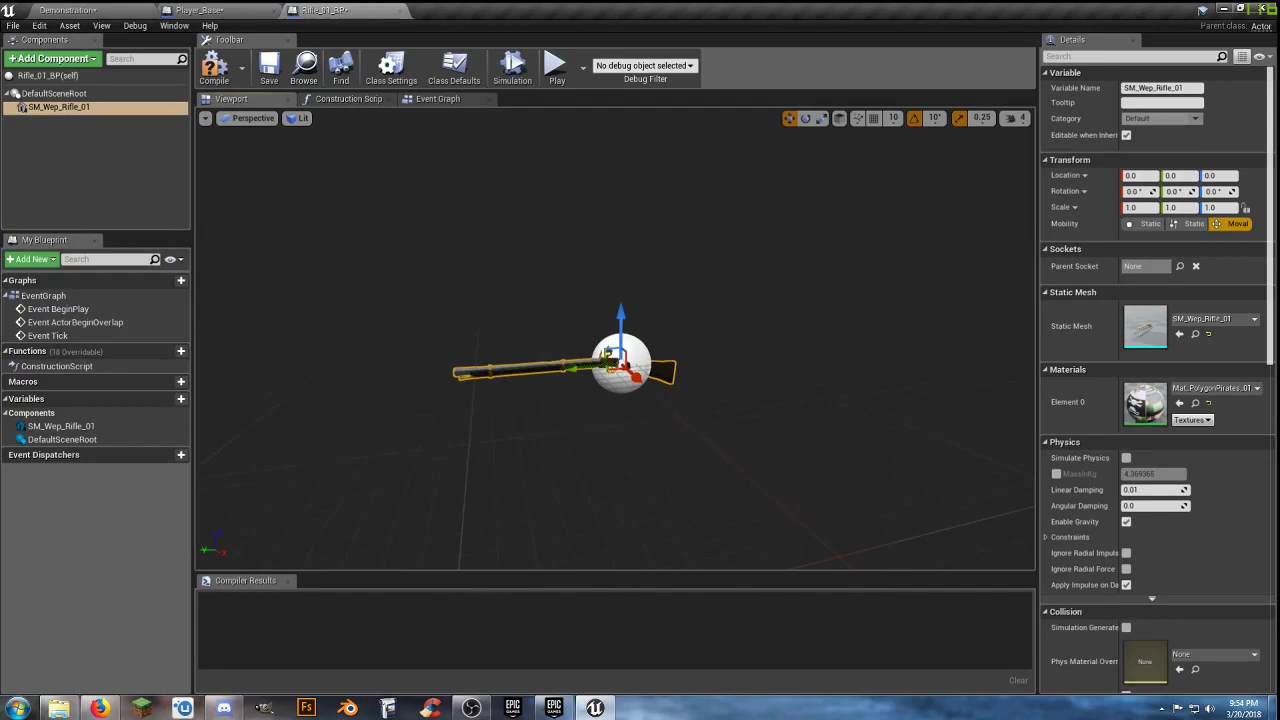 Demonstration*
Player_Base*
Rifle_01_BP*
File Edit Asset View Debug Window Help
Parent class: Actor
Components
Toolbar
Details
+Add Component
Search
Rifle_01_BP(self)
DefaultSceneRoot
SM_Wep_Rifle_01
Compile
Save
Browse
Find
Class Settings
Class Defaults
Simulation
Play
No debug object selected
Debug Filter
Viewport
Construction Scrip
Event Graph
Perspective
Lit
10
10°
0.25
4
My Blueprint
+Add New
Search
Graphs
EventGraph
Event BeginPlay
Event ActorBeginOverlap
Event Tick
Functions (18 Overridable)
ConstructionScript
Macros
Variables
Components
SM_Wep_Rifle_01
DefaultSceneRoot
Event Dispatchers
Compiler Results
Clear
Search
Variable
Variable Name SM_Wep_Rifle_01
Tooltip
Category Default
Editable when Inheri
Transform
Location 0.0 0.0 0.0
Rotation 0.0 ° 0.0 ° 0.0 °
Scale 1.0 1.0 1.0
Mobility Static Static Moval
Sockets
Parent Socket None
Static Mesh
Static Mesh SM_Wep_Rifle_01
Materials
Element 0 Mat_PolygonPirates_01
Textures
Physics
Simulate Physics
MassInKg 4.369365
Linear Damping 0.01
Angular Damping 0.0
Enable Gravity
Constraints
Ignore Radial Impuls
Ignore Radial Force
Apply Impulse on Da
Collision
Simulation Generate
Phys Material Overr None None
EPIC GAMES
EPIC GAMES
Fs
9:54 PM
3/20/2018